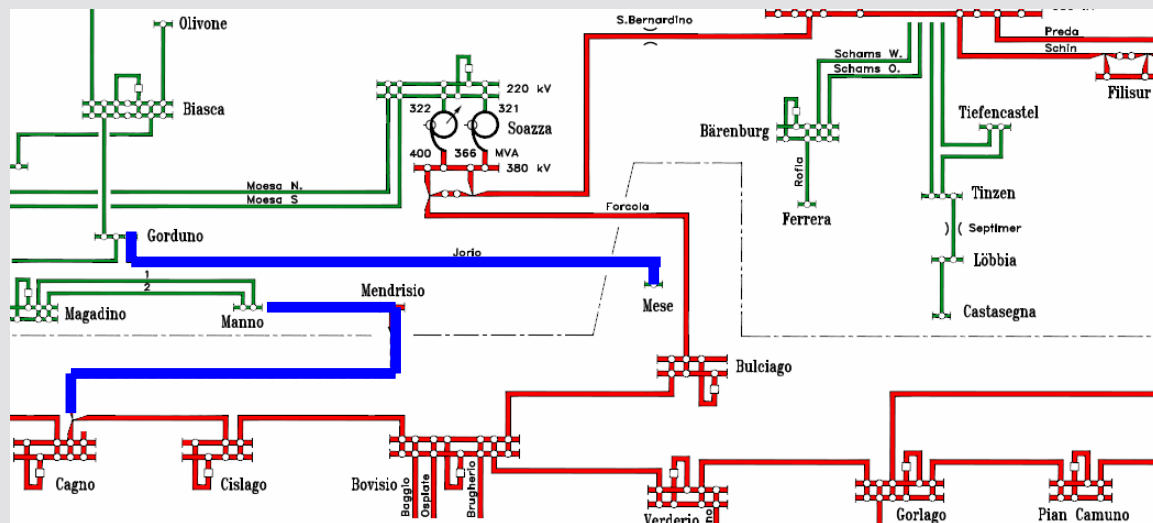 Olivone
S.Bernardino
Preda
Schin
Schams W.
Schams O.
Filisur
Biasca
220 kV
322
321
Soazza
400
366
MVA
380 kV
Bärenburg
Tiefencastel
Rofla
Moesa N.
Moesa S
Forcola
Ferrera
Tinzen
Septimer
Gorduno
Jorio
Löbbia
1
2
Mendrisio
Mese
Magadino
Manno
Castasegna
Bulciago
Cagno
Cislago
Bovisio
Baggio
Ospiate
Brugherio
Verderio
Gorlago
Pian Camuno